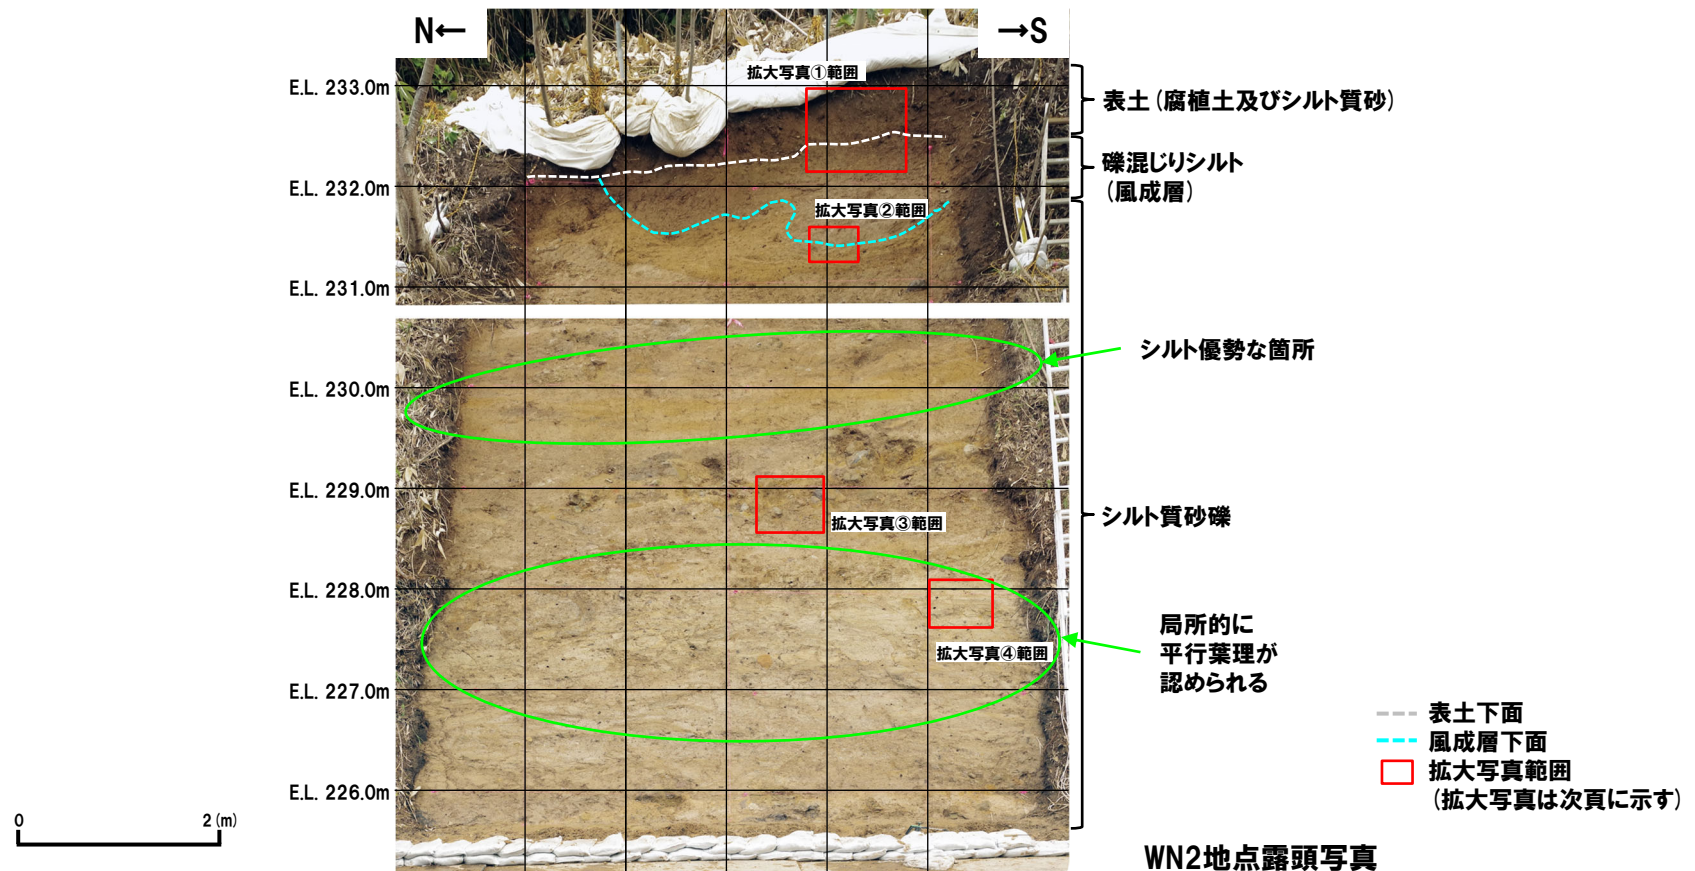 N←
→S
拡大写真①範囲
E.L. 233.0m
表土(腐植土及びシルト質砂)
礫混じりシルト
(風成層)
E.L. 232.0m
拡大写真②範囲
E.L. 231.0m
シルト優勢な箇所
E.L. 230.0m
E.L. 229.0m
拡大写真③範囲
シルト質砂礫
E.L. 228.0m
局所的に
平行葉理が
認められる
拡大写真④範囲
E.L. 227.0m
表土下面
風成層下面
拡大写真範囲
(拡大写真は次頁に示す)
E.L. 226.0m
0 2(m)
WN2地点露頭写真